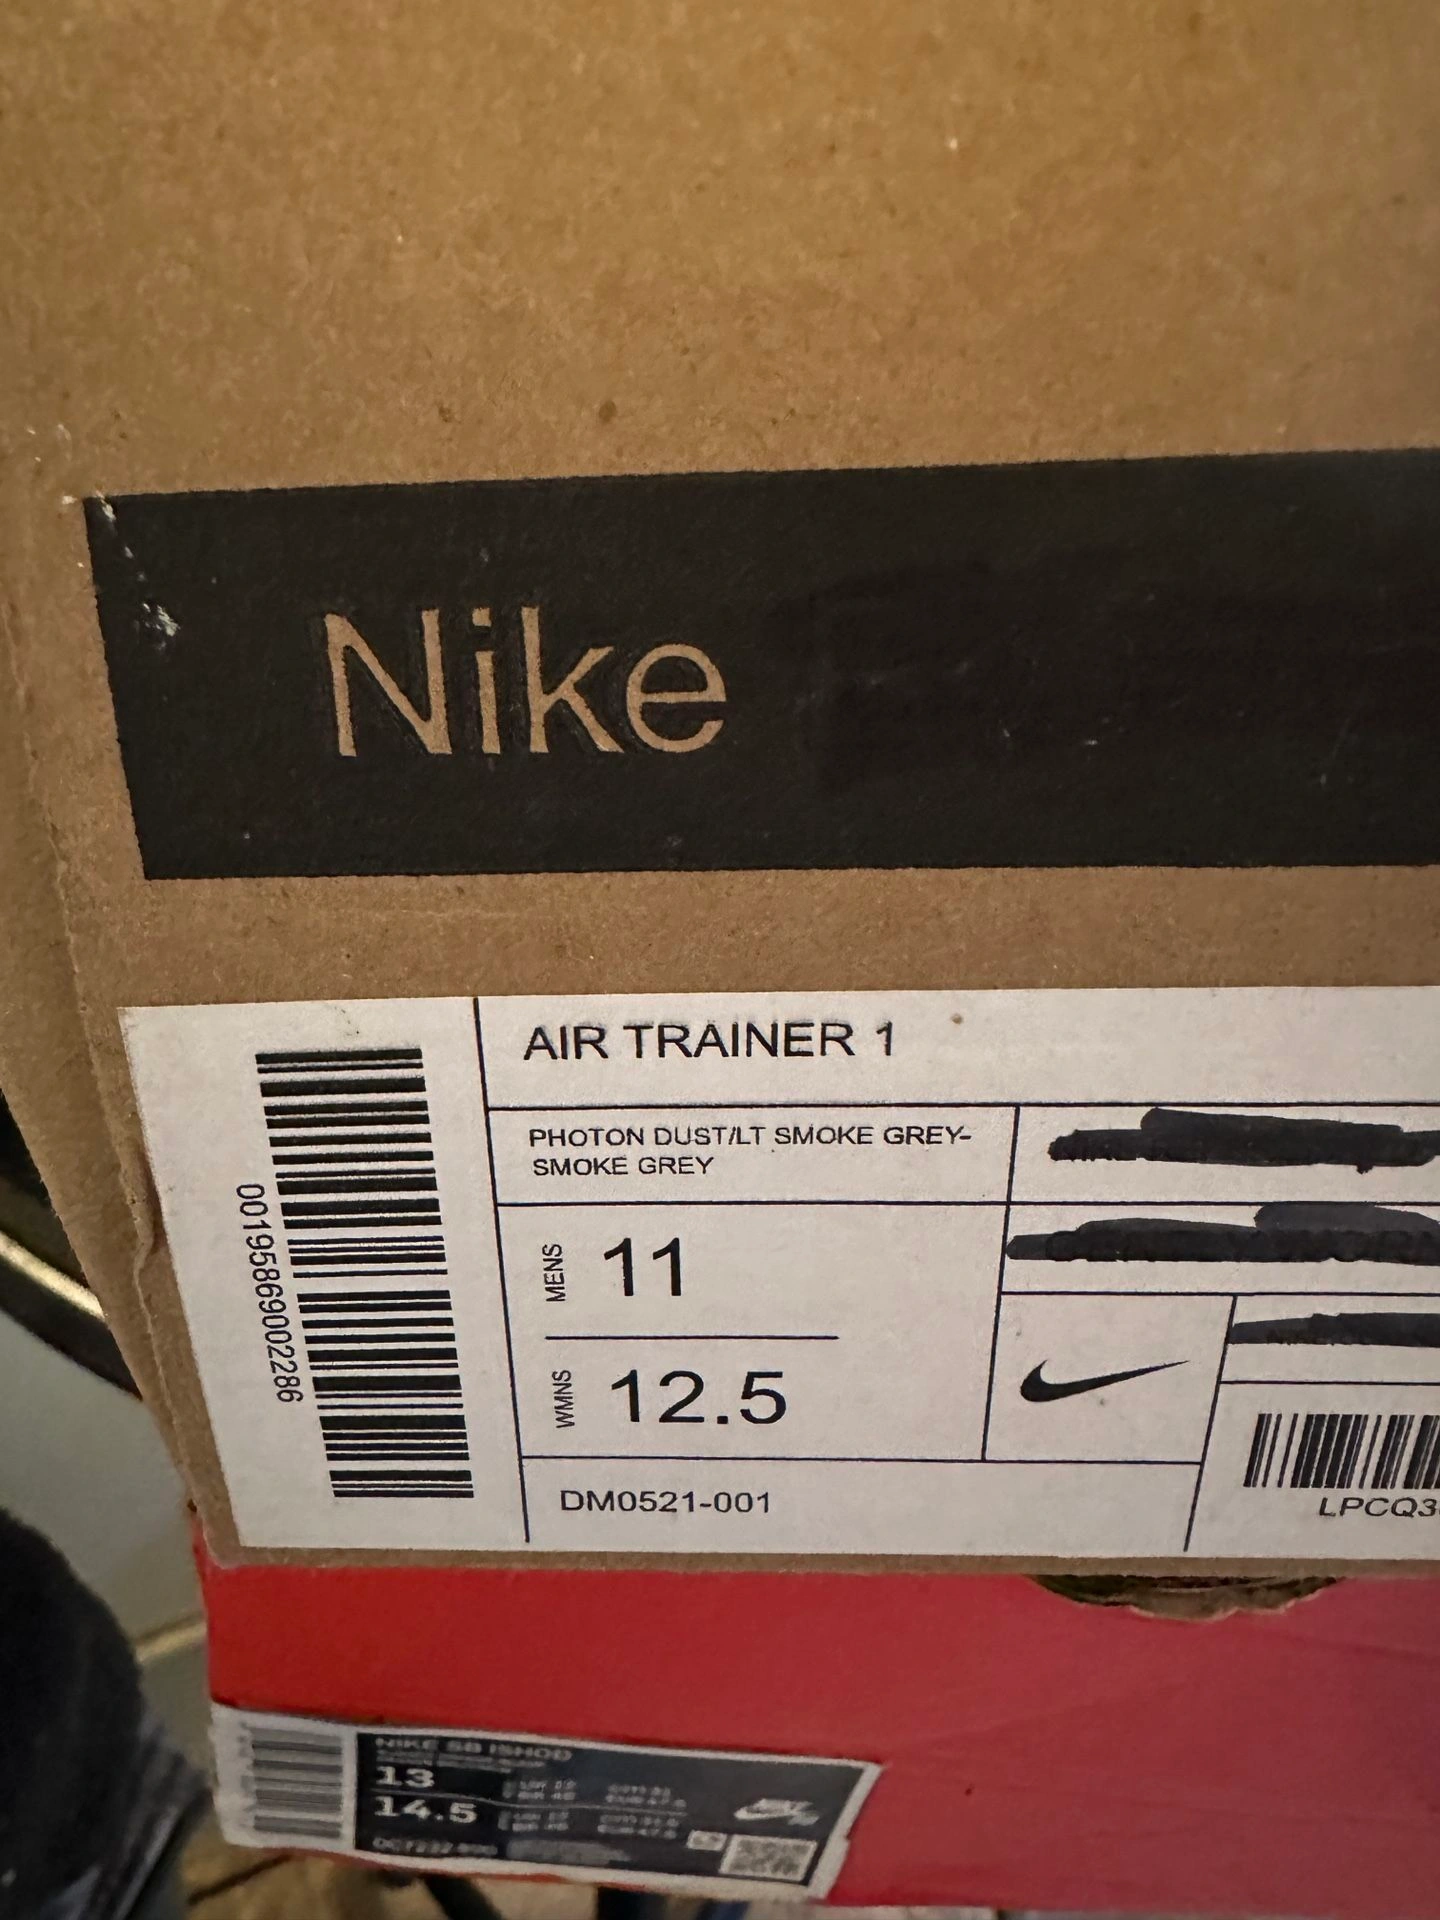 Nike
AIR TRAINER 1
PHOTON DUST/LT SMOKE GREY-
SMOKE GREY
MENS 11
WMNS 12.5
DM0521-001
00195869002286
LPCQ3
NIKE SB ISHOD
13
14.5